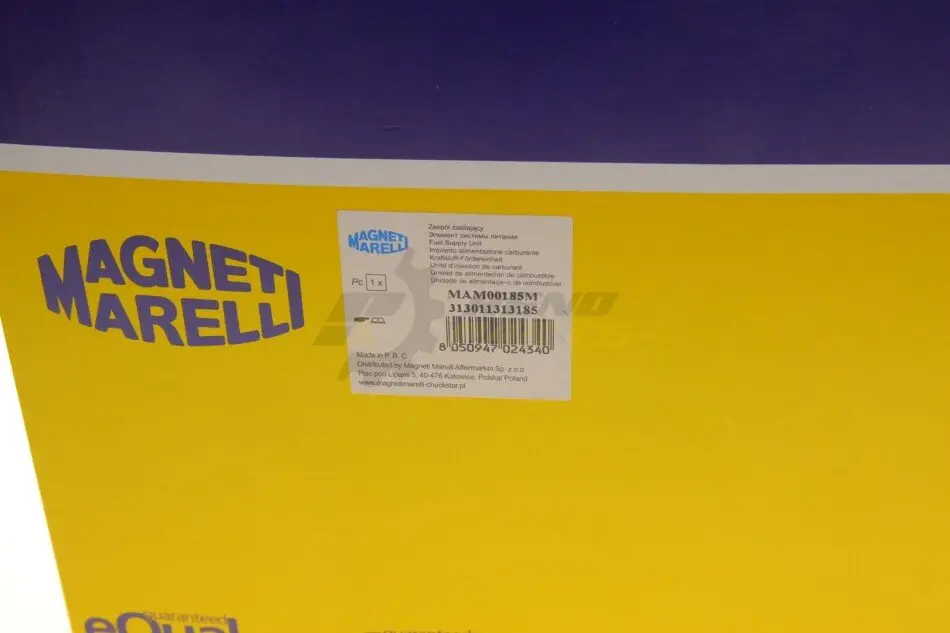 MAGNETI
MARELLI
MAGNETI
MARELLI
Zespół zasilający
Элемент системы питания
Fuel Supply Unit
Impianto alimentazione carburante
Kraftstoff-Fördereinheit
Unite d'injection de carburant
Unidad de alimentación de combustible
Unidade de alimentação de combustível
Pc 1 x
MAM00185M
313011313185
8 050947 024340
Made in P. R. C
Distributed by Magneti Marelli Aftermarket Sp. z.o.o
Plac pod Lipami 5, 40-476 Katowice, Polska/ Poland
www.magnetimarelli-checkstar.pl
guaranteed
eQual